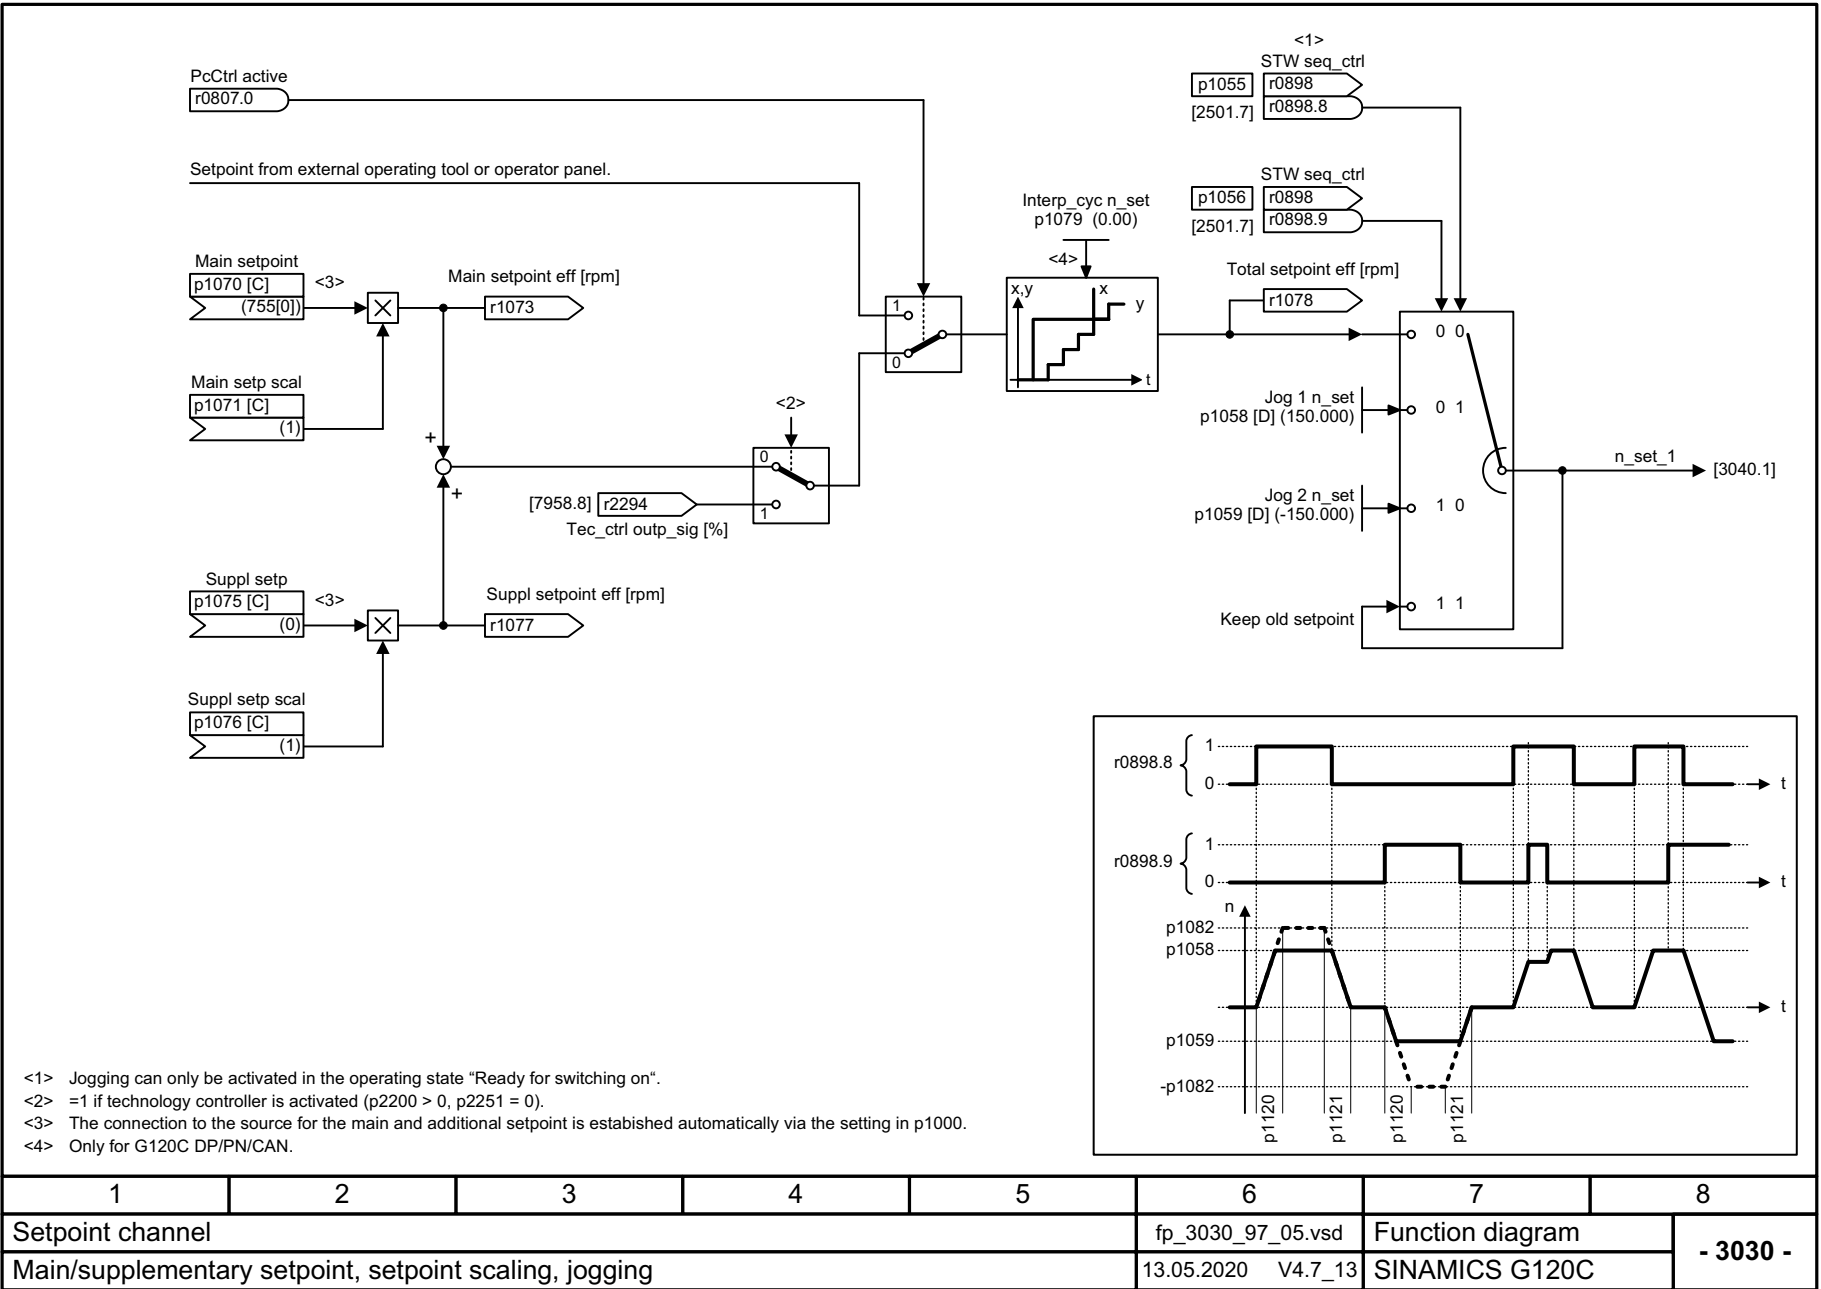 <1>
STW seq_ctrl
PcCtrl active
p1055
r0898
r0807.0
[2501.7]
r0898.8
Setpoint from external operating tool or operator panel.
STW seq_ctrl
p1056
r0898
[2501.7]
r0898.9
Interp_cyc n_set
p1079 (0.00)
<4>
Main setpoint
p1070 [C]
(755[0])
<3>
Main setpoint eff [rpm]
r1073
Total setpoint eff [rpm]
r1078
1
0
x,y
x
y
t
0 0
Main setp scal
p1071 [C]
(1)
<2>
Jog 1 n_set
p1058 [D] (150.000)
0 1
+
+
0
1
n_set_1
[3040.1]
[7958.8]
r2294
Tec_ctrl outp_sig [%]
Jog 2 n_set
p1059 [D] (-150.000)
1 0
Suppl setp
p1075 [C]
(0)
<3>
Suppl setpoint eff [rpm]
r1077
Keep old setpoint
1 1
Suppl setp scal
p1076 [C]
(1)
r0898.8
1
0
t
r0898.9
1
0
t
n
p1082
p1058
t
p1059
-p1082
p1120
p1121
p1120
p1121
<1> Jogging can only be activated in the operating state “Ready for switching on“.
<2> =1 if technology controller is activated (p2200 > 0, p2251 = 0).
<3> The connection to the source for the main and additional setpoint is estabished automatically via the setting in p1000.
<4> Only for G120C DP/PN/CAN.
1 2 3 4 5 6 7 8
Setpoint channel
fp_3030_97_05.vsd
Function diagram
- 3030 -
Main/supplementary setpoint, setpoint scaling, jogging
13.05.2020 V4.7_13
SINAMICS G120C